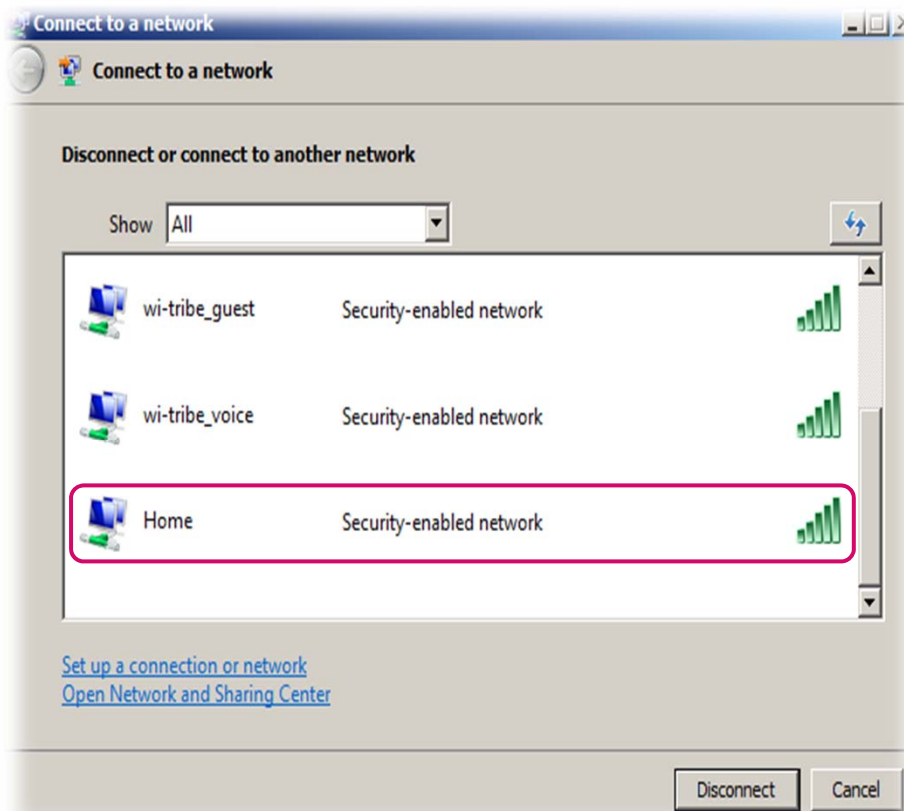 Connect to a network
Connect to a network
Disconnect or connect to another network
Show All
wi-tribe_guest Security-enabled network
wi-tribe_voice Security-enabled network
Home Security-enabled network
Set up a connection or network
Open Network and Sharing Center
Disconnect Cancel